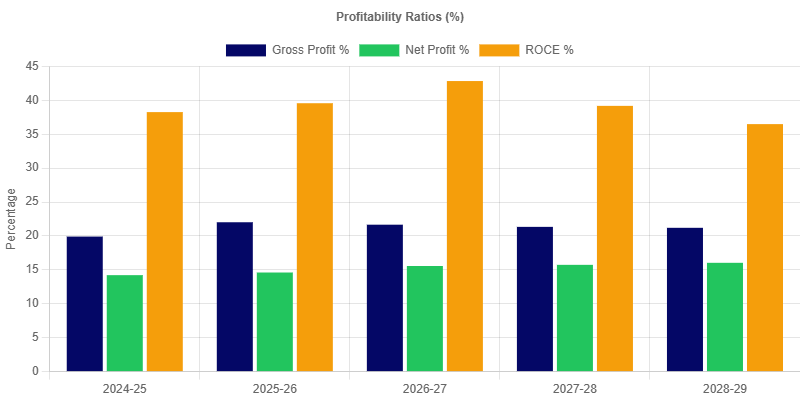 Profitability Ratios (%)
Gross Profit % Net Profit % ROCE %
45
40
35
30
25
20
15
10
5
0
Percentage
2024-25 2025-26 2026-27 2027-28 2028-29